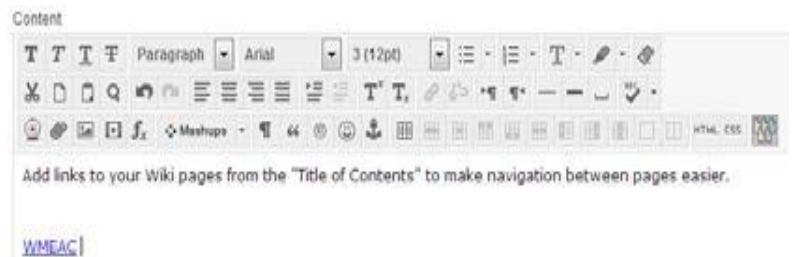 Content
T T T T Paragraph Arial 3 (12pt) T
T T
fx Mashups ¶ HTML CSS
Add links to your Wiki pages from the "Title of Contents" to make navigation between pages easier.
WMEAC